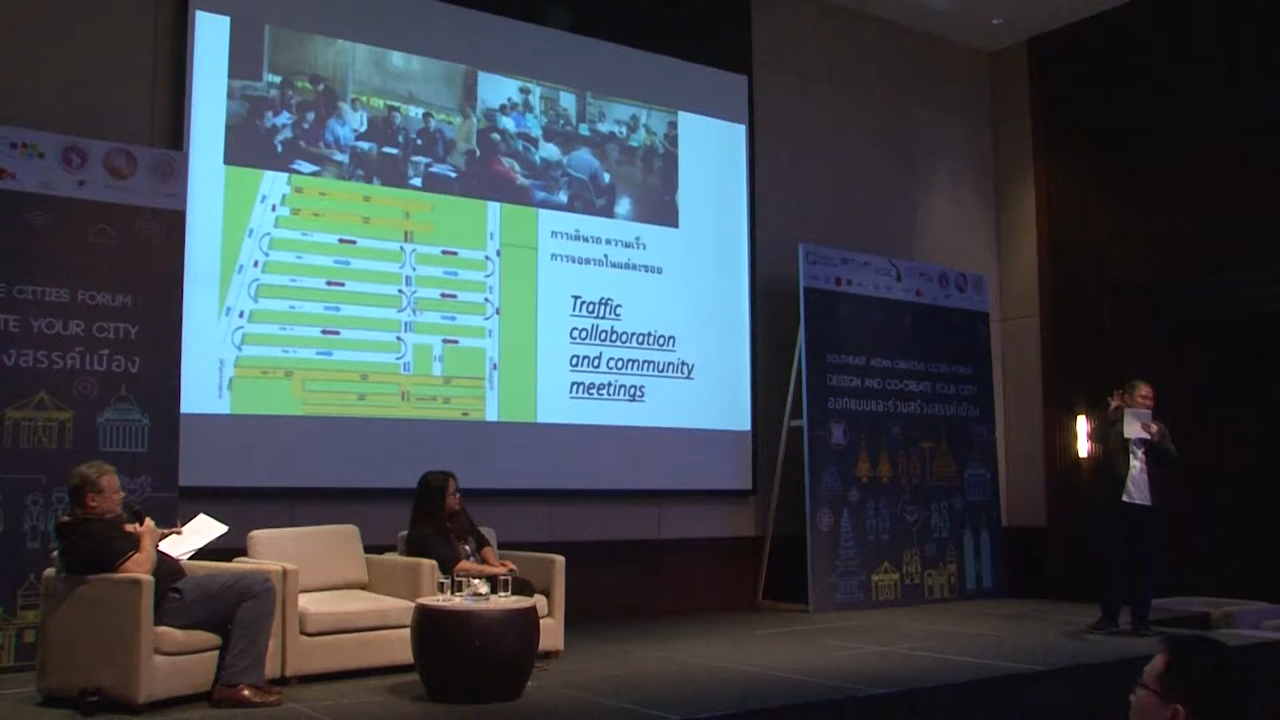 การเดินรถ ความเร็ว
การจอดรถในแต่ละซอย
Traffic
collaboration
and community
meetings
E CITIES FORUM
TE YOUR CITY
งสรรค์เมือง
SOUTHEAST ASIAN CREATIVE CITIES FORUM
DESIGN AND CO-CREATE YOUR CITY
ออกแบบและร่วมสร้างสรรค์เมือง